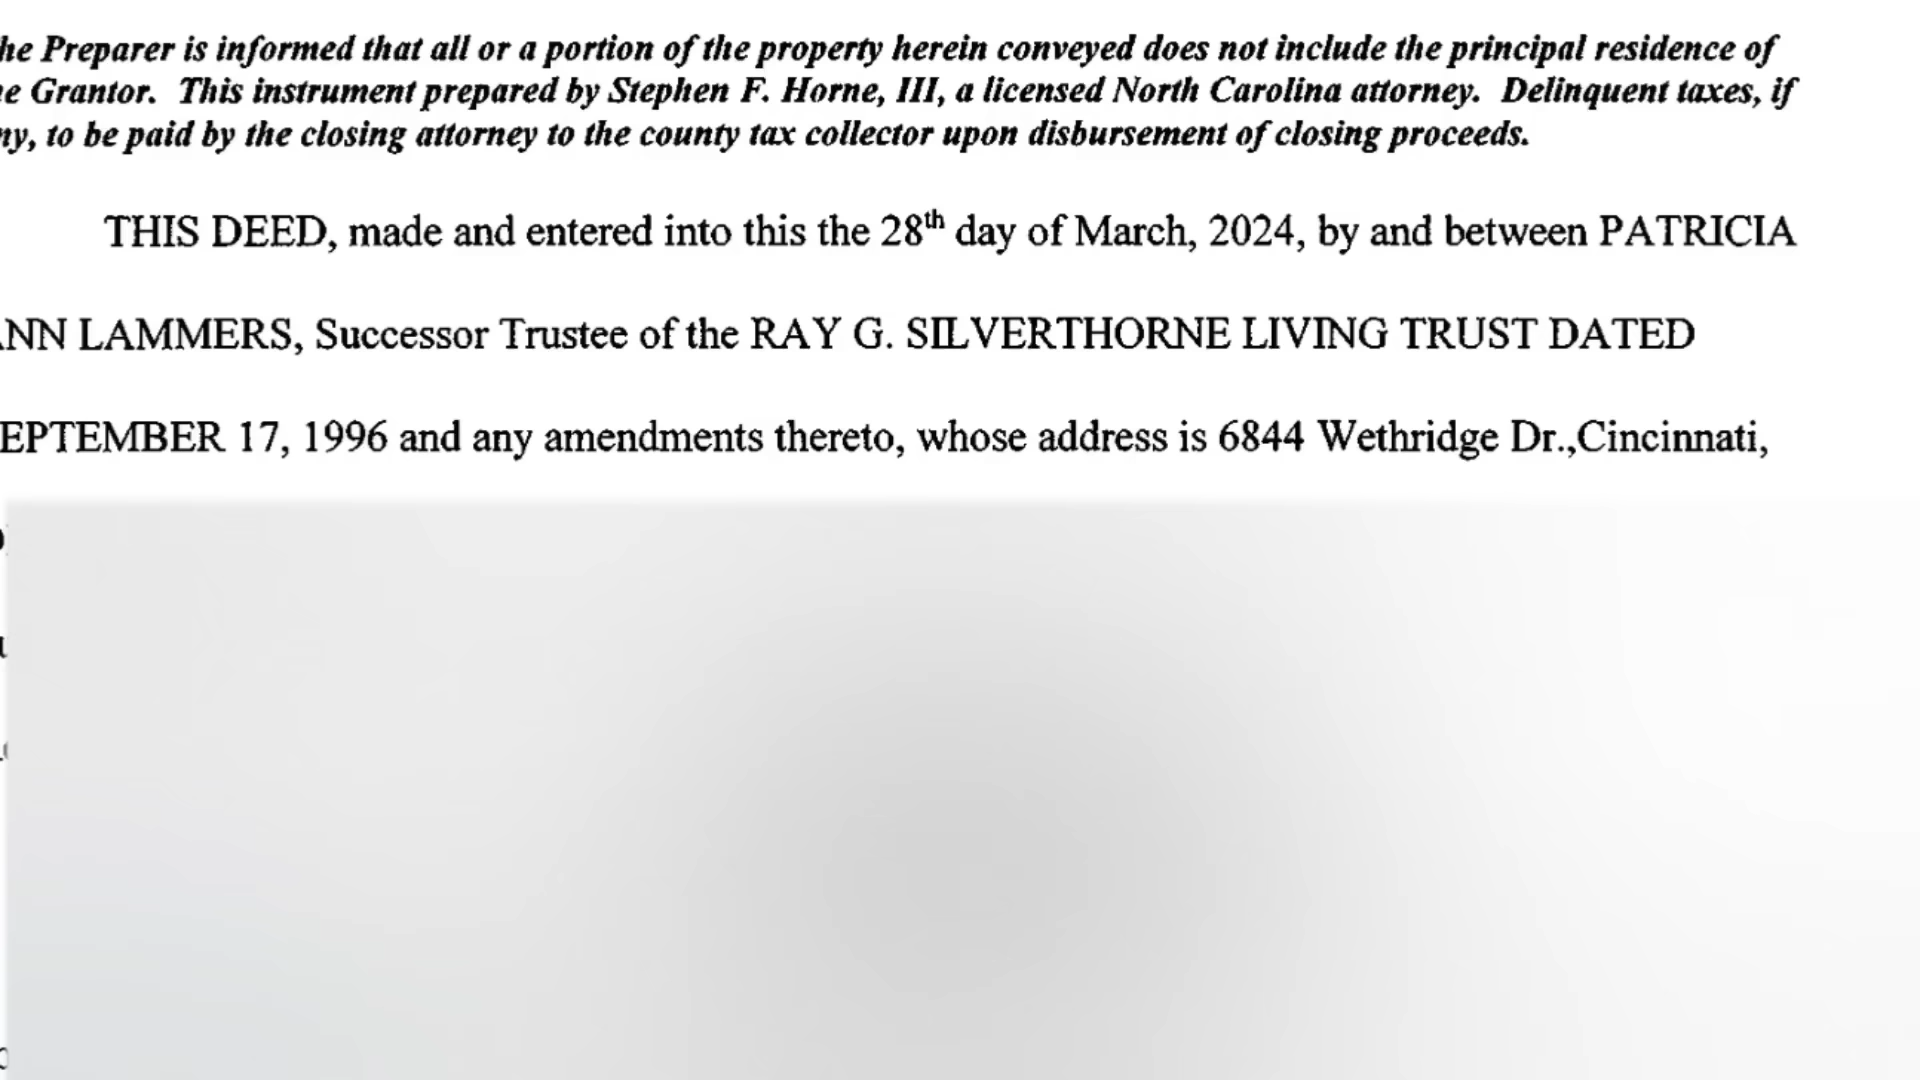 he Preparer is informed that all or a portion of the property herein conveyed does not include the principal residence of
e Grantor. This instrument prepared by Stephen F. Horne, III, a licensed North Carolina attorney. Delinquent taxes, if
ny, to be paid by the closing attorney to the county tax collector upon disbursement of closing proceeds.
THIS DEED, made and entered into this the 28th day of March, 2024, by and between PATRICIA
NN LAMMERS, Successor Trustee of the RAY G. SILVERTHORNE LIVING TRUST DATED
EPTEMBER 17, 1996 and any amendments thereto, whose address is 6844 Wethridge Dr.,Cincinnati,